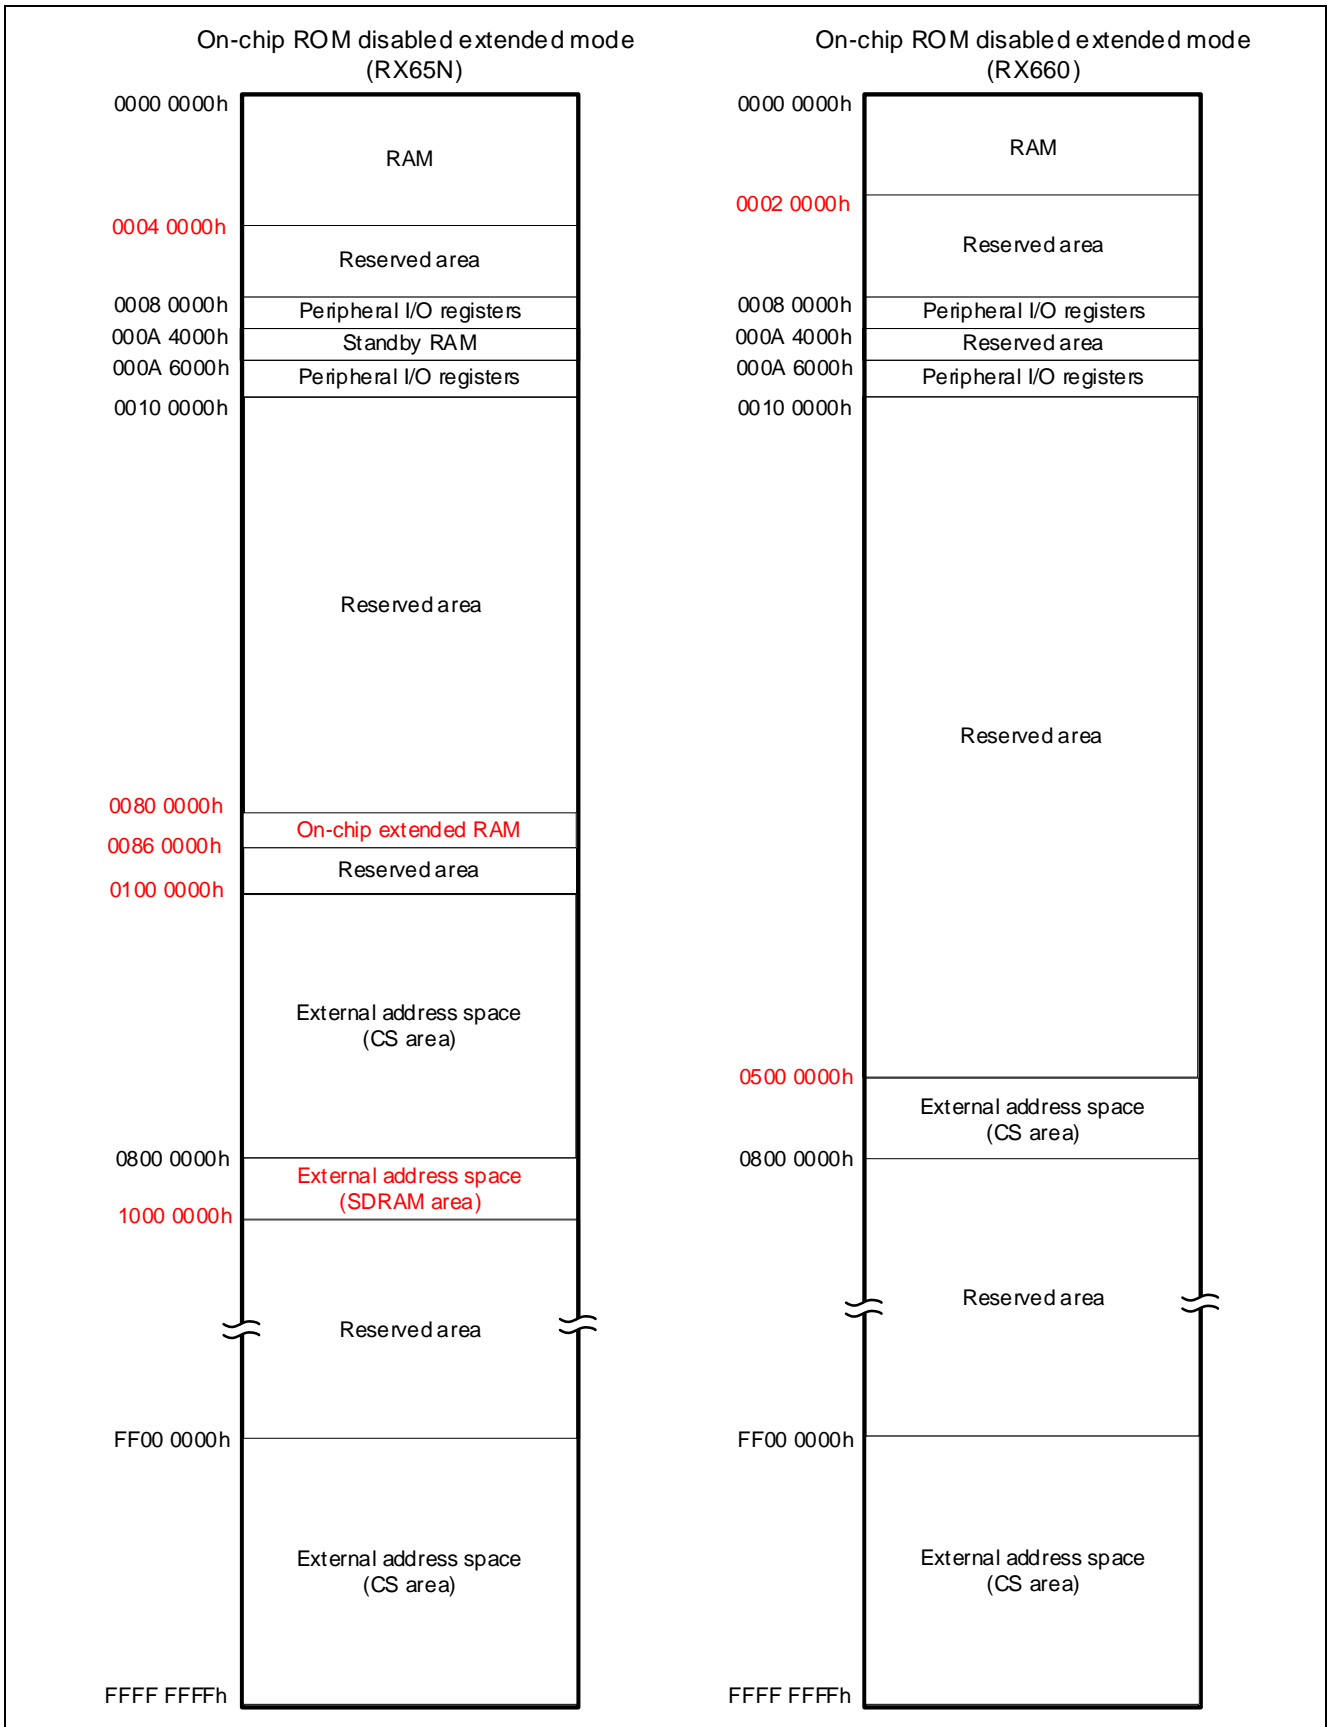 On-chip ROM disabled extended mode
(RX65N)
0000 0000h
RAM
0004 0000h
Reserved area
0008 0000h
Peripheral I/O registers
000A 4000h
Standby RAM
000A 6000h
Peripheral I/O registers
0010 0000h
Reserved area
0080 0000h
On-chip extended RAM
0086 0000h
Reserved area
0100 0000h
External address space
(CS area)
0800 0000h
External address space
(SDRAM area)
1000 0000h
Reserved area
FF00 0000h
External address space
(CS area)
FFFF FFFFh
On-chip ROM disabled extended mode
(RX660)
0000 0000h
RAM
0002 0000h
Reserved area
0008 0000h
Peripheral I/O registers
000A 4000h
Reserved area
000A 6000h
Peripheral I/O registers
0010 0000h
Reserved area
0500 0000h
External address space
(CS area)
0800 0000h
Reserved area
FF00 0000h
External address space
(CS area)
FFFF FFFFh